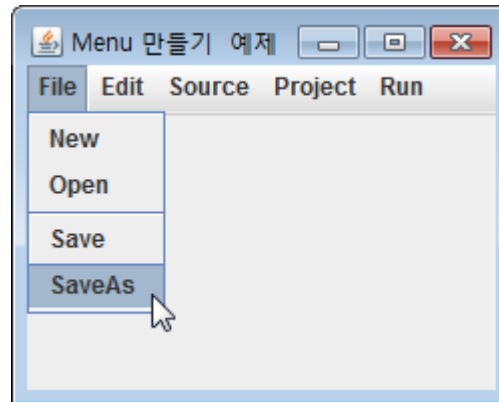 Menu 만들기 예제
File Edit Source Project Run
New
Open
Save
SaveAs